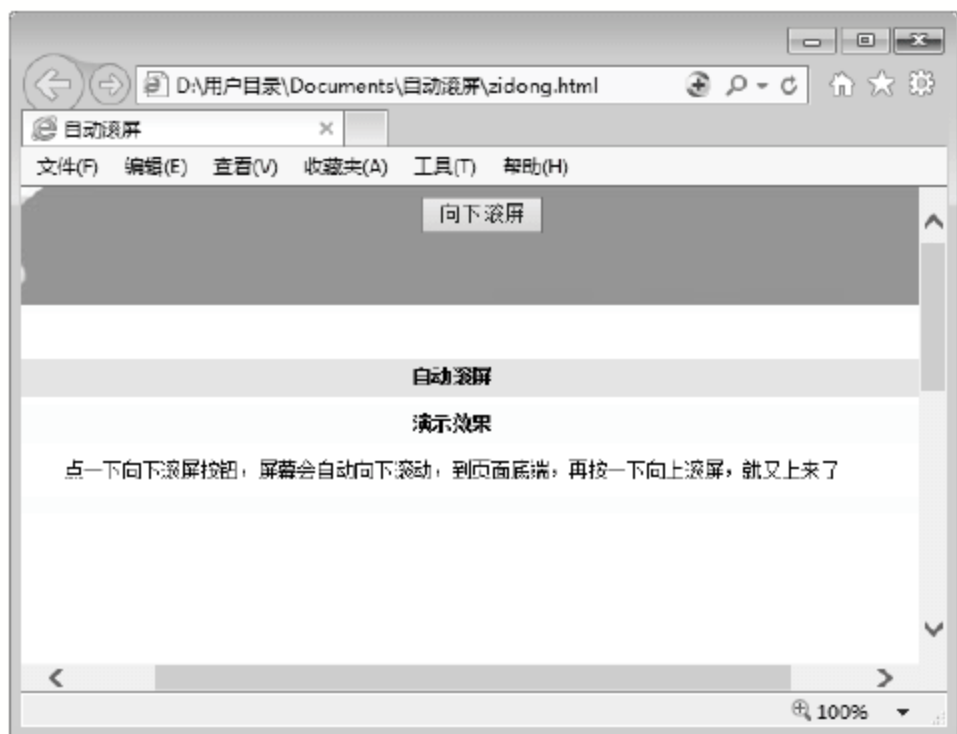 D:\用户目录\Documents\自动滚屏\zidong.html
自动滚屏
文件(F) 编辑(E) 查看(V) 收藏夹(A) 工具(T) 帮助(H)
向下滚屏
自动滚屏
演示效果
点一下向下滚屏按钮，屏幕会自动向下滚动，到页面底端，再按一下向上滚屏，就又上来了
100%